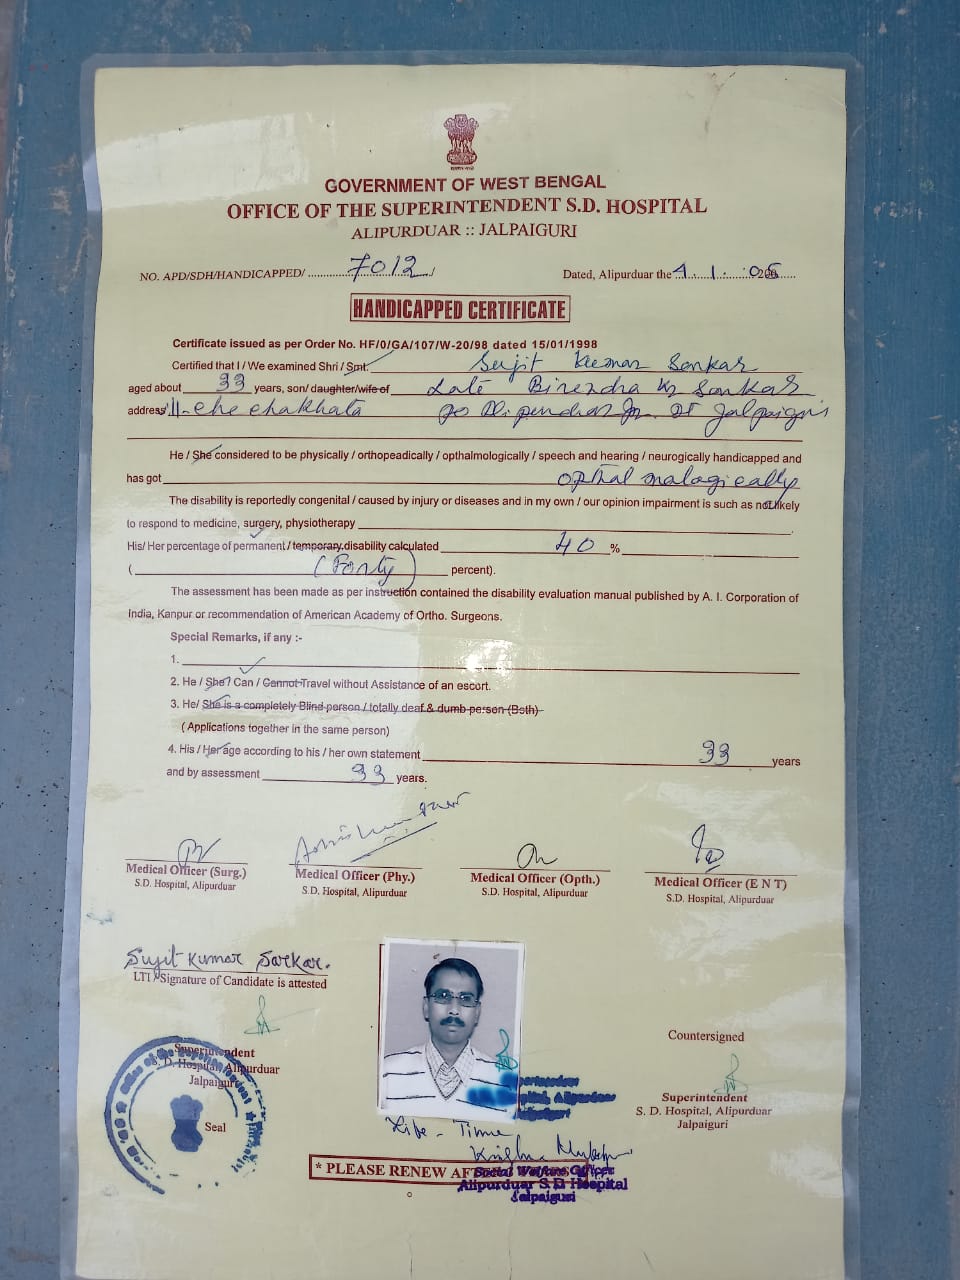 GOVERNMENT OF WEST BENGAL
OFFICE OF THE SUPERINTENDENT S.D. HOSPITAL
ALIPURDUAR :: JALPAIGURI
NO. APD/SDH/HANDICAPPED/ 7012 / Dated, Alipurduar the 4.1.05
HANDICAPPED CERTIFICATE
Certificate issued as per Order No. HF/0/GA/107/W-20/98 dated 15/01/1998
Certified that I / We examined Shri / Smt. Sujit Kumar Sarkar
aged about 33 years, son/ daughter/wife of Late Birendra Kr Sarkar
address Jalpaiguri
He / She considered to be physically / orthopeadically / opthalmologically / speech and hearing / neurogically handicapped and
has got opthalmalogically
The disability is reportedly congenital / caused by injury or diseases and in my own / our opinion impairment is such as not likely
to respond to medicine, surgery, physiotherapy
His/ Her percentage of permanent / temporary disability calculated 40 %
( (Forty) percent).
The assessment has been made as per instruction contained the disability evaluation manual published by A. I. Corporation of
India, Kanpur or recommendation of American Academy of Ortho. Surgeons.
Special Remarks, if any :-
1.
2. He / She / Can / Cannot Travel without Assistance of an escort.
3. He/ She is a completely Blind person / totally deaf & dumb person (Both)
( Applications together in the same person)
4. His / Her age according to his / her own statement 33 years
and by assessment 33 years.
Medical Officer (Surg.) Medical Officer (Phy.) Medical Officer (Opth.) Medical Officer (E N T)
S.D. Hospital, Alipurduar S.D. Hospital, Alipurduar S.D. Hospital, Alipurduar S.D. Hospital, Alipurduar
Sujit Kumar Sarkar.
LTI / Signature of Candidate is attested
Superintendent
S. D. Hospital, Alipurduar
Jalpaiguri
Seal
Countersigned
Superintendent
S. D. Hospital, Alipurduar
Jalpaiguri
Life - Time
* PLEASE RENEW
Social Welfare Officer
Alipurduar S D Hospital
Jalpaiguri